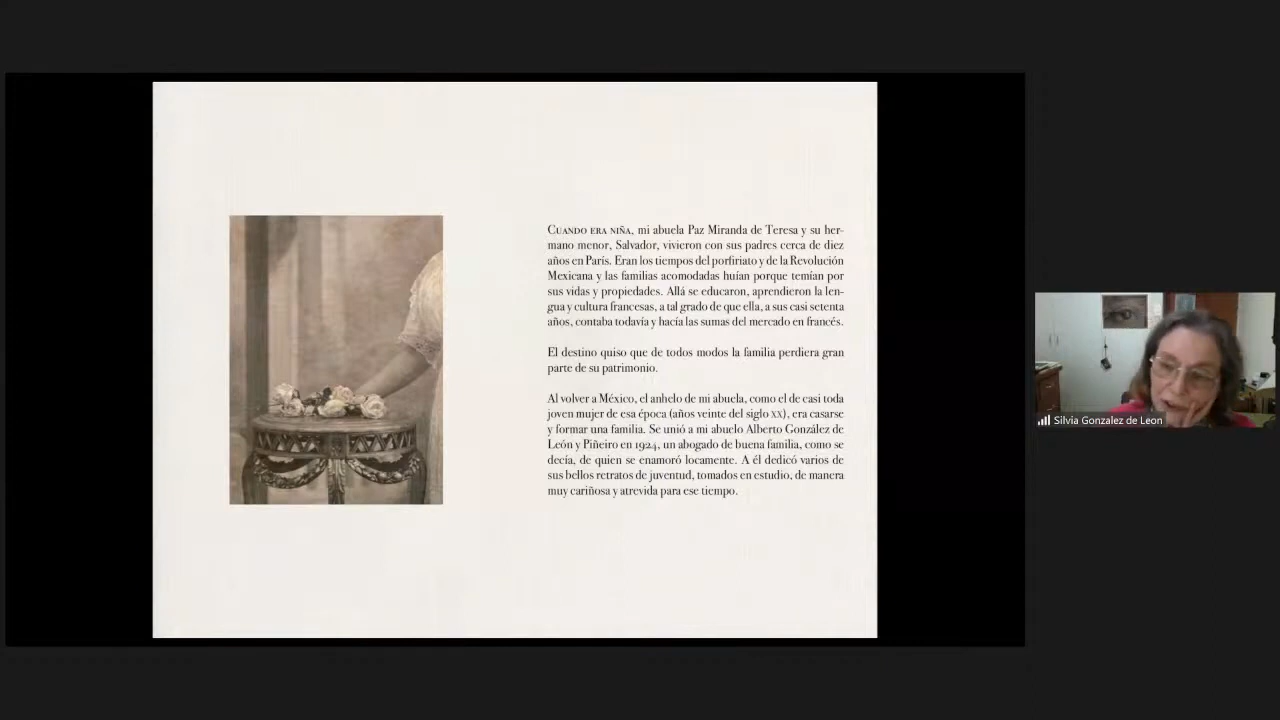 CUANDO ERA NIÑA, mi abuela Paz Miranda de Teresa y su her-
mano menor, Salvador, vivieron con sus padres cerca de diez
años en París. Eran los tiempos del porfiriato y de la Revolución
Mexicana y las familias acomodadas huían porque temían por
sus vidas y propiedades. Allá se educaron, aprendieron la len-
gua y cultura francesas, a tal grado de que ella, a sus casi setenta
años, contaba todavía y hacía las sumas del mercado en francés.
El destino quiso que de todos modos la familia perdiera gran
parte de su patrimonio.
Al volver a México, el anhelo de mi abuela, como el de casi toda
joven mujer de esa época (años veinte del siglo XX), era casarse
y formar una familia. Se unió a mi abuelo Alberto González de
León y Piñeiro en 1924, un abogado de buena familia, como se
decía, de quien se enamoró locamente. A él dedicó varios de
sus bellos retratos de juventud, tomados en estudio, de manera
muy cariñosa y atrevida para ese tiempo.
Silvia Gonzalez de Leon